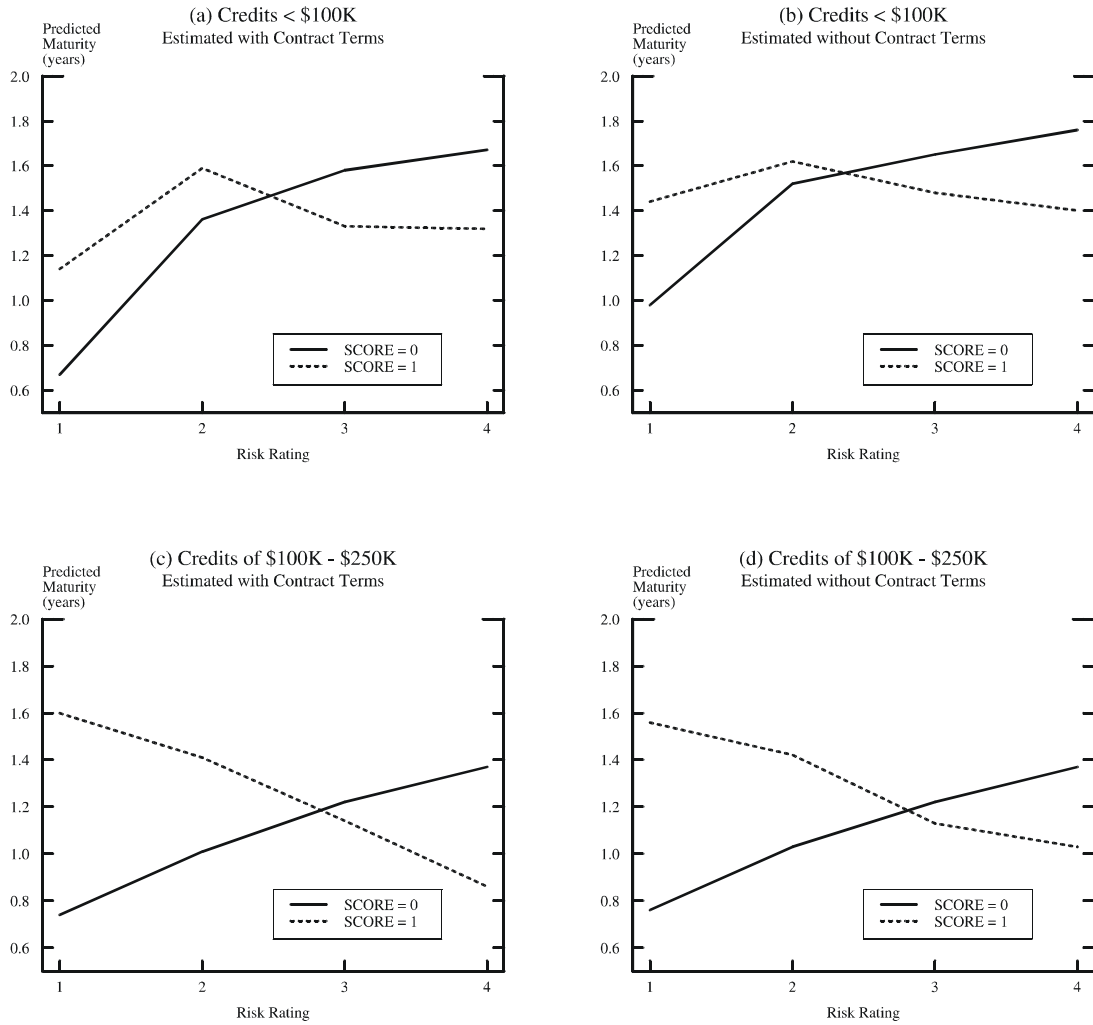 (a) Credits < $100K
Estimated with Contract Terms
Predicted
Maturity
(years)
2.0
1.8
1.6
1.4
1.2
1.0
0.8
0.6
SCORE = 0
SCORE = 1
1 2 3 4
Risk Rating
(b) Credits < $100K
Estimated without Contract Terms
Predicted
Maturity
(years)
2.0
1.8
1.6
1.4
1.2
1.0
0.8
0.6
SCORE = 0
SCORE = 1
1 2 3 4
Risk Rating
(c) Credits of $100K - $250K
Estimated with Contract Terms
Predicted
Maturity
(years)
2.0
1.8
1.6
1.4
1.2
1.0
0.8
0.6
SCORE = 0
SCORE = 1
1 2 3 4
Risk Rating
(d) Credits of $100K - $250K
Estimated without Contract Terms
Predicted
Maturity
(years)
2.0
1.8
1.6
1.4
1.2
1.0
0.8
0.6
SCORE = 0
SCORE = 1
1 2 3 4
Risk Rating